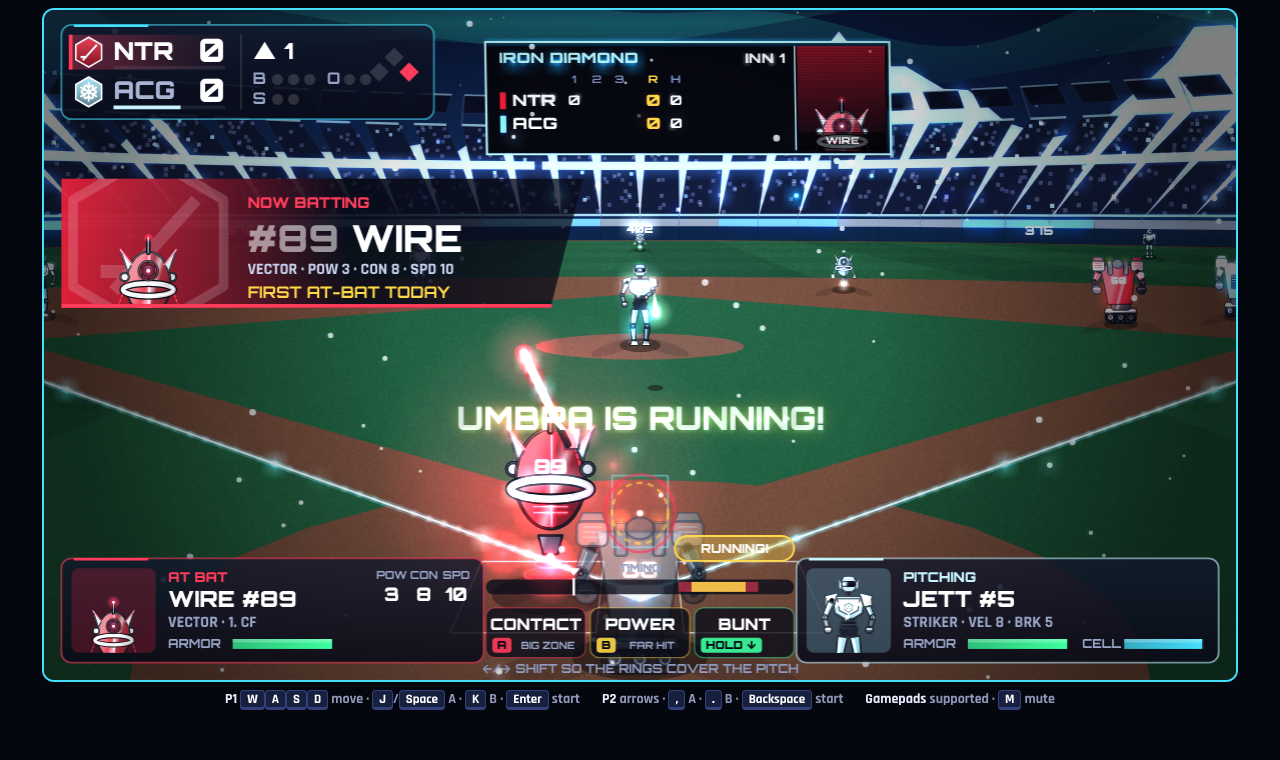 NTR 0
ACG 0
▲ 1
B O
S
IRON DIAMOND INN 1
1 2 3 R H
NTR 0 0 0
ACG 0 0
WIRE
NOW BATTING
#89 WIRE
VECTOR · POW 3 · CON 8 · SPD 10
FIRST AT-BAT TODAY
402
315
UMBRA IS RUNNING!
89
RUNNING!
AT BAT
WIRE #89
VECTOR · 1. CF
ARMOR
POW CON SPD
3 8 10
CONTACT
A BIG ZONE
POWER
B FAR HIT
BUNT
HOLD ↓
←→ SHIFT SO THE RINGS COVER THE PITCH
PITCHING
JETT #5
STRIKER · VEL 8 · BRK 5
ARMOR CELL
P1 W A S D move · J / Space A · K B · Enter start P2 arrows · , A · . B · Backspace start Gamepads supported · M mute